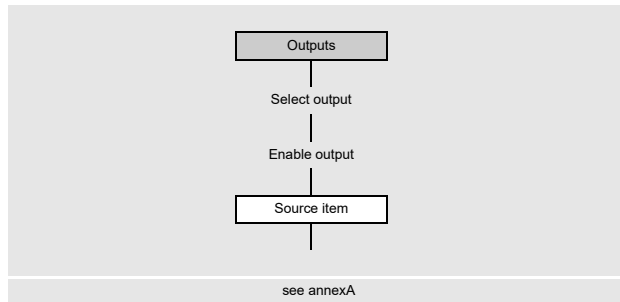 Outputs
Select output
Enable output
Source item
see annexA